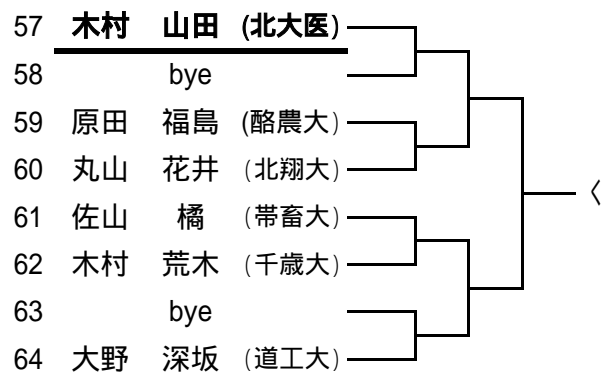 57 木村 山田 (北大医)
58 bye
59 原田 福島 (酪農大)
60 丸山 花井 (北翔大)
61 佐山 橘 (帯畜大)
62 木村 荒木 (千歳大)
63 bye
64 大野 深坂 (道工大)